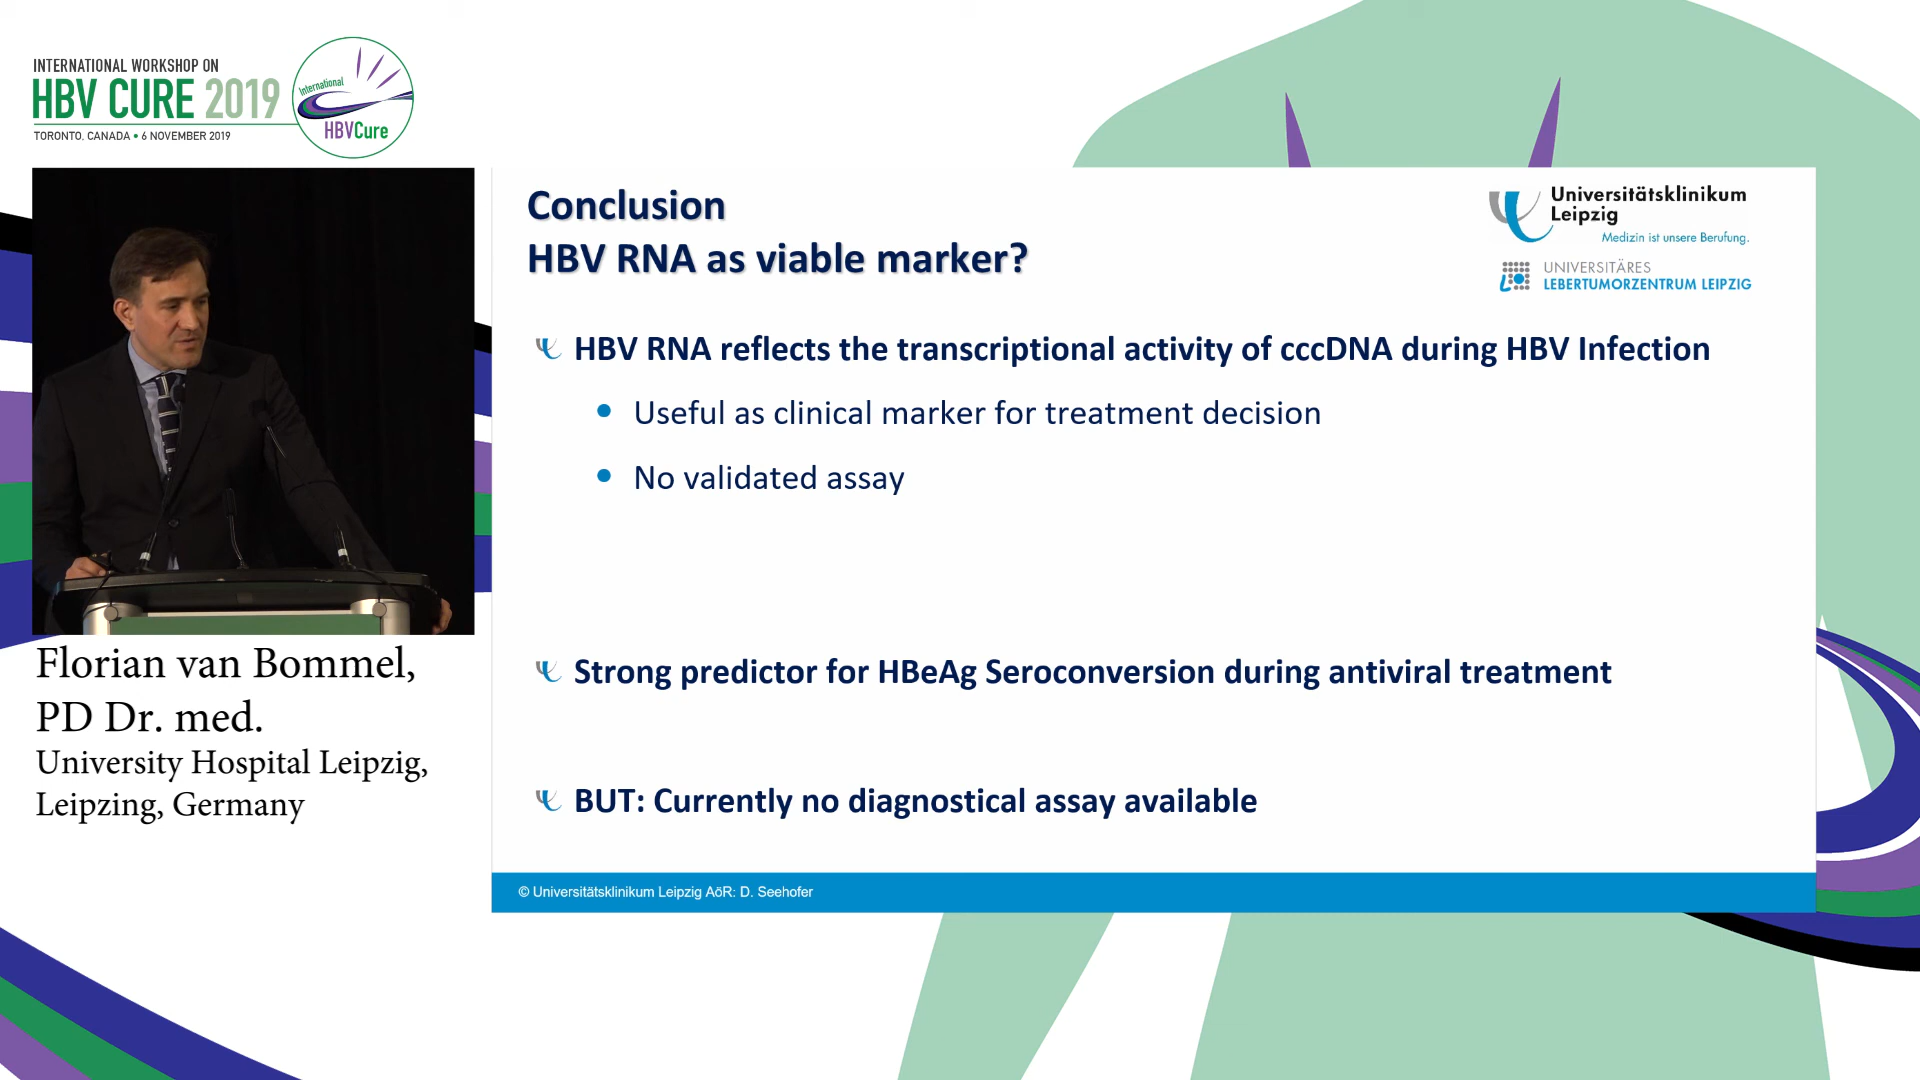 INTERNATIONAL WORKSHOP ON
HBV CURE 2019
TORONTO, CANADA • 6 NOVEMBER 2019
International
HBVCure
Conclusion
HBV RNA as viable marker?
Universitätsklinikum
Leipzig
Medizin ist unsere Berufung.
UNIVERSITÄRES
LEBERTUMORZENTRUM LEIPZIG
HBV RNA reflects the transcriptional activity of cccDNA during HBV Infection
• Useful as clinical marker for treatment decision
• No validated assay
Strong predictor for HBeAg Seroconversion during antiviral treatment
BUT: Currently no diagnostical assay available
© Universitätsklinikum Leipzig AöR: D. Seehofer
Florian van Bommel,
PD Dr. med.
University Hospital Leipzig,
Leipzing, Germany